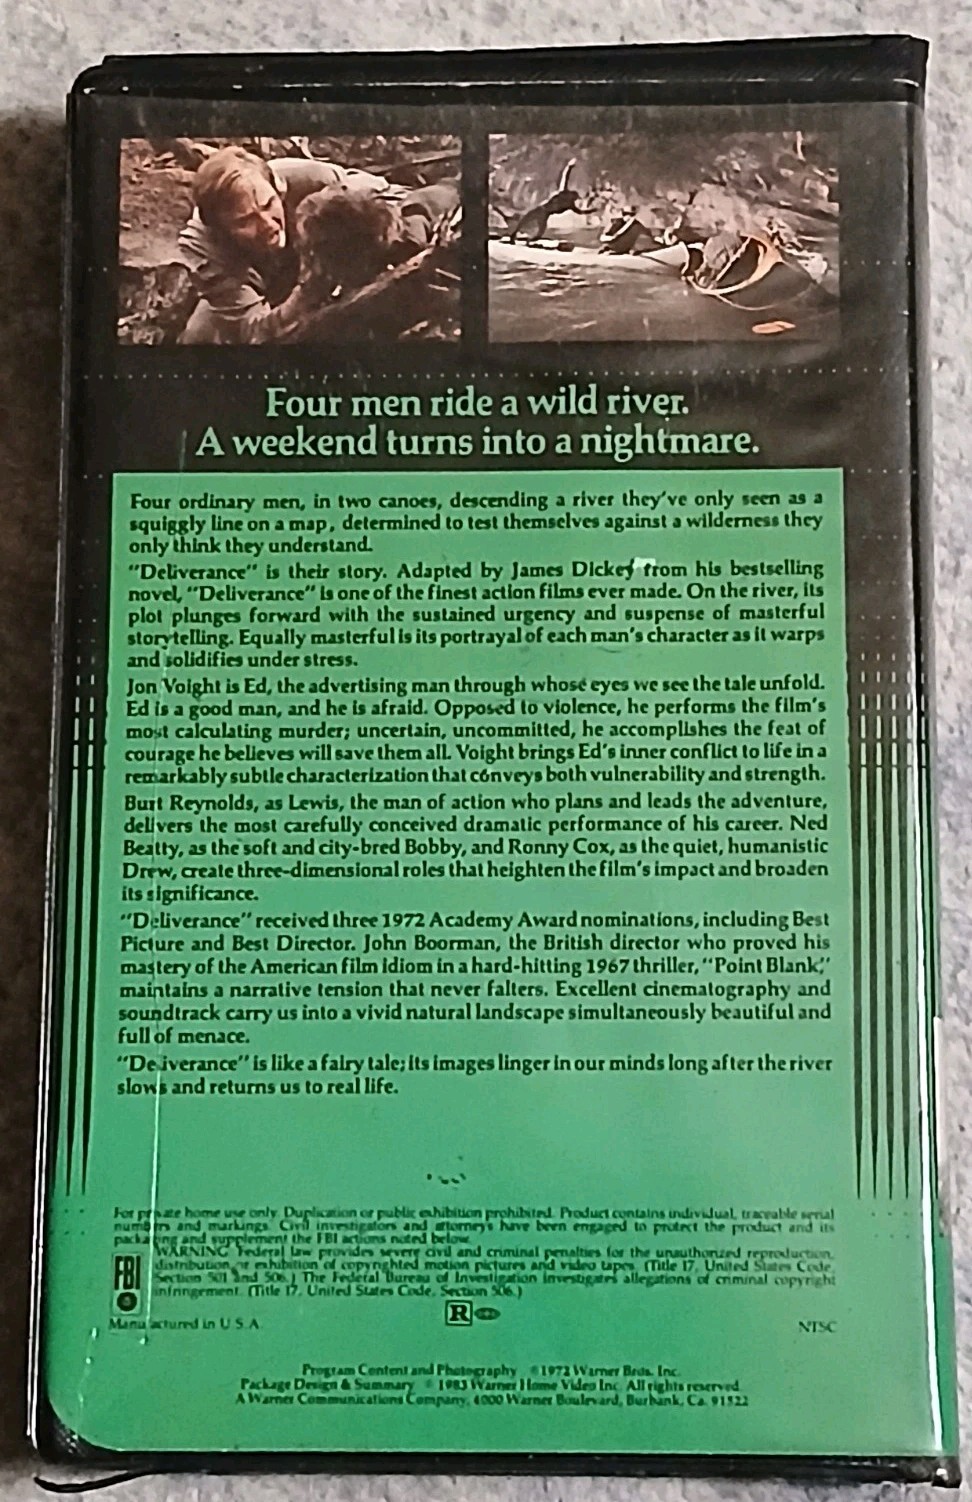 Four men ride a wild river.
A weekend turns into a nightmare.
Four ordinary men, in two canoes, descending a river they've only seen as a
squiggly line on a map, determined to test themselves against a wilderness they
only think they understand.
"Deliverance" is their story. Adapted by James Dickey from his bestselling
novel, "Deliverance" is one of the finest action films ever made. On the river, its
plot plunges forward with the sustained urgency and suspense of masterful
storytelling. Equally masterful is its portrayal of each man's character as it warps
and solidifies under stress.
Jon Voight is Ed, the advertising man through whose eyes we see the tale unfold.
Ed is a good man, and he is afraid. Opposed to violence, he performs the film's
most calculating murder; uncertain, uncommitted, he accomplishes the feat of
courage he believes will save them all. Voight brings Ed's inner conflict to life in a
remarkably subtle characterization that conveys both vulnerability and strength.
Burt Reynolds, as Lewis, the man of action who plans and leads the adventure,
delivers the most carefully conceived dramatic performance of his career. Ned
Beatty, as the soft and city-bred Bobby, and Ronny Cox, as the quiet, humanistic
Drew, create three-dimensional roles that heighten the film's impact and broaden
its significance.
"Deliverance" received three 1972 Academy Award nominations, including Best
Picture and Best Director. John Boorman, the British director who proved his
mastery of the American film idiom in a hard-hitting 1967 thriller, "Point Blank,"
maintains a narrative tension that never falters. Excellent cinematography and
soundtrack carry us into a vivid natural landscape simultaneously beautiful and
full of menace.
"Deliverance" is like a fairy tale; its images linger in our minds long after the river
slows and returns us to real life.
For private home use only. Duplication or public exhibition prohibited. Product contains individual, traceable serial
numbers and markings. Civil investigators and attorneys have been engaged to protect the product and its
packaging and supplement the FBI actions noted below.
WARNING: Federal law provides severe civil and criminal penalties for the unauthorized reproduction,
distribution or exhibition of copyrighted motion pictures and video tapes. (Title 17, United States Code,
Section 501 and 506.) The Federal Bureau of Investigation investigates allegations of criminal copyright
infringement. (Title 17, United States Code, Section 506.)
FBI
R
Manufactured in U.S.A.
NTSC
Program Content and Photography © 1972 Warner Bros. Inc.
Package Design & Summary © 1983 Warner Home Video Inc. All rights reserved.
A Warner Communications Company, 4000 Warner Boulevard, Burbank, Ca. 91522